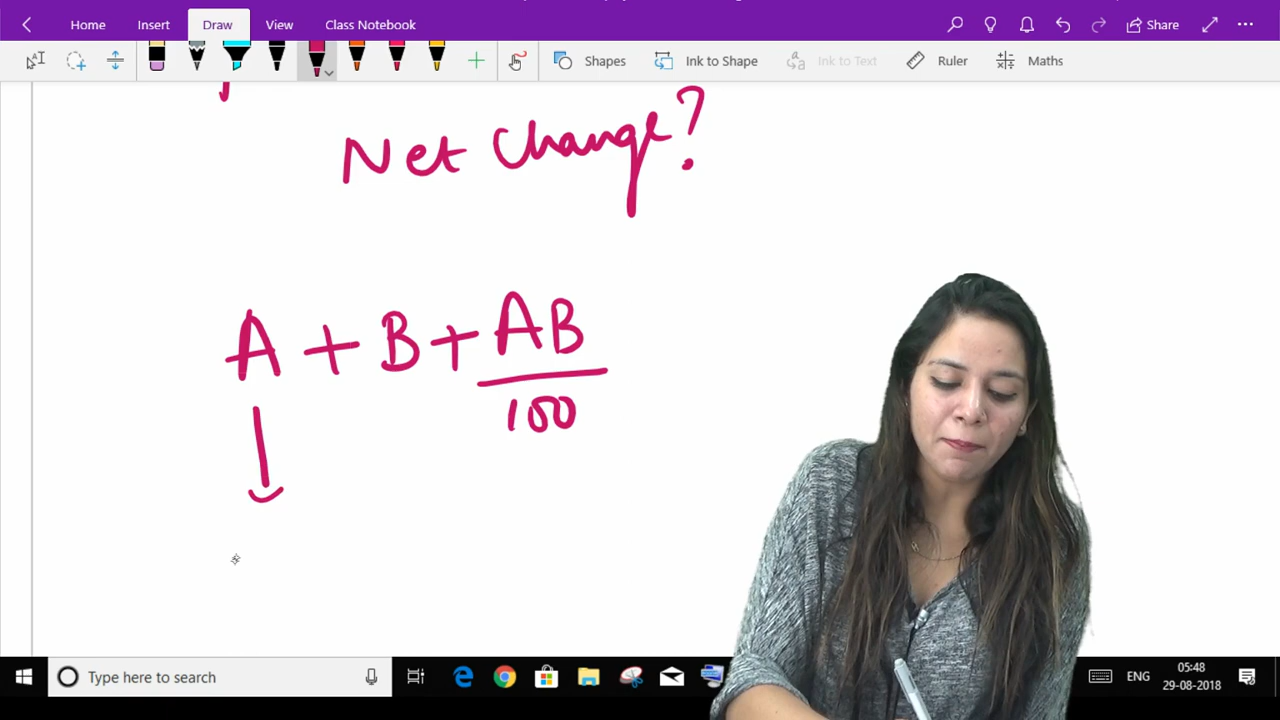 Home Insert Draw View Class Notebook Share
Shapes Ink to Shape Ink to Text Ruler Maths
Net Change?
A + B + AB
100
Type here to search
ENG
05:48
29-08-2018